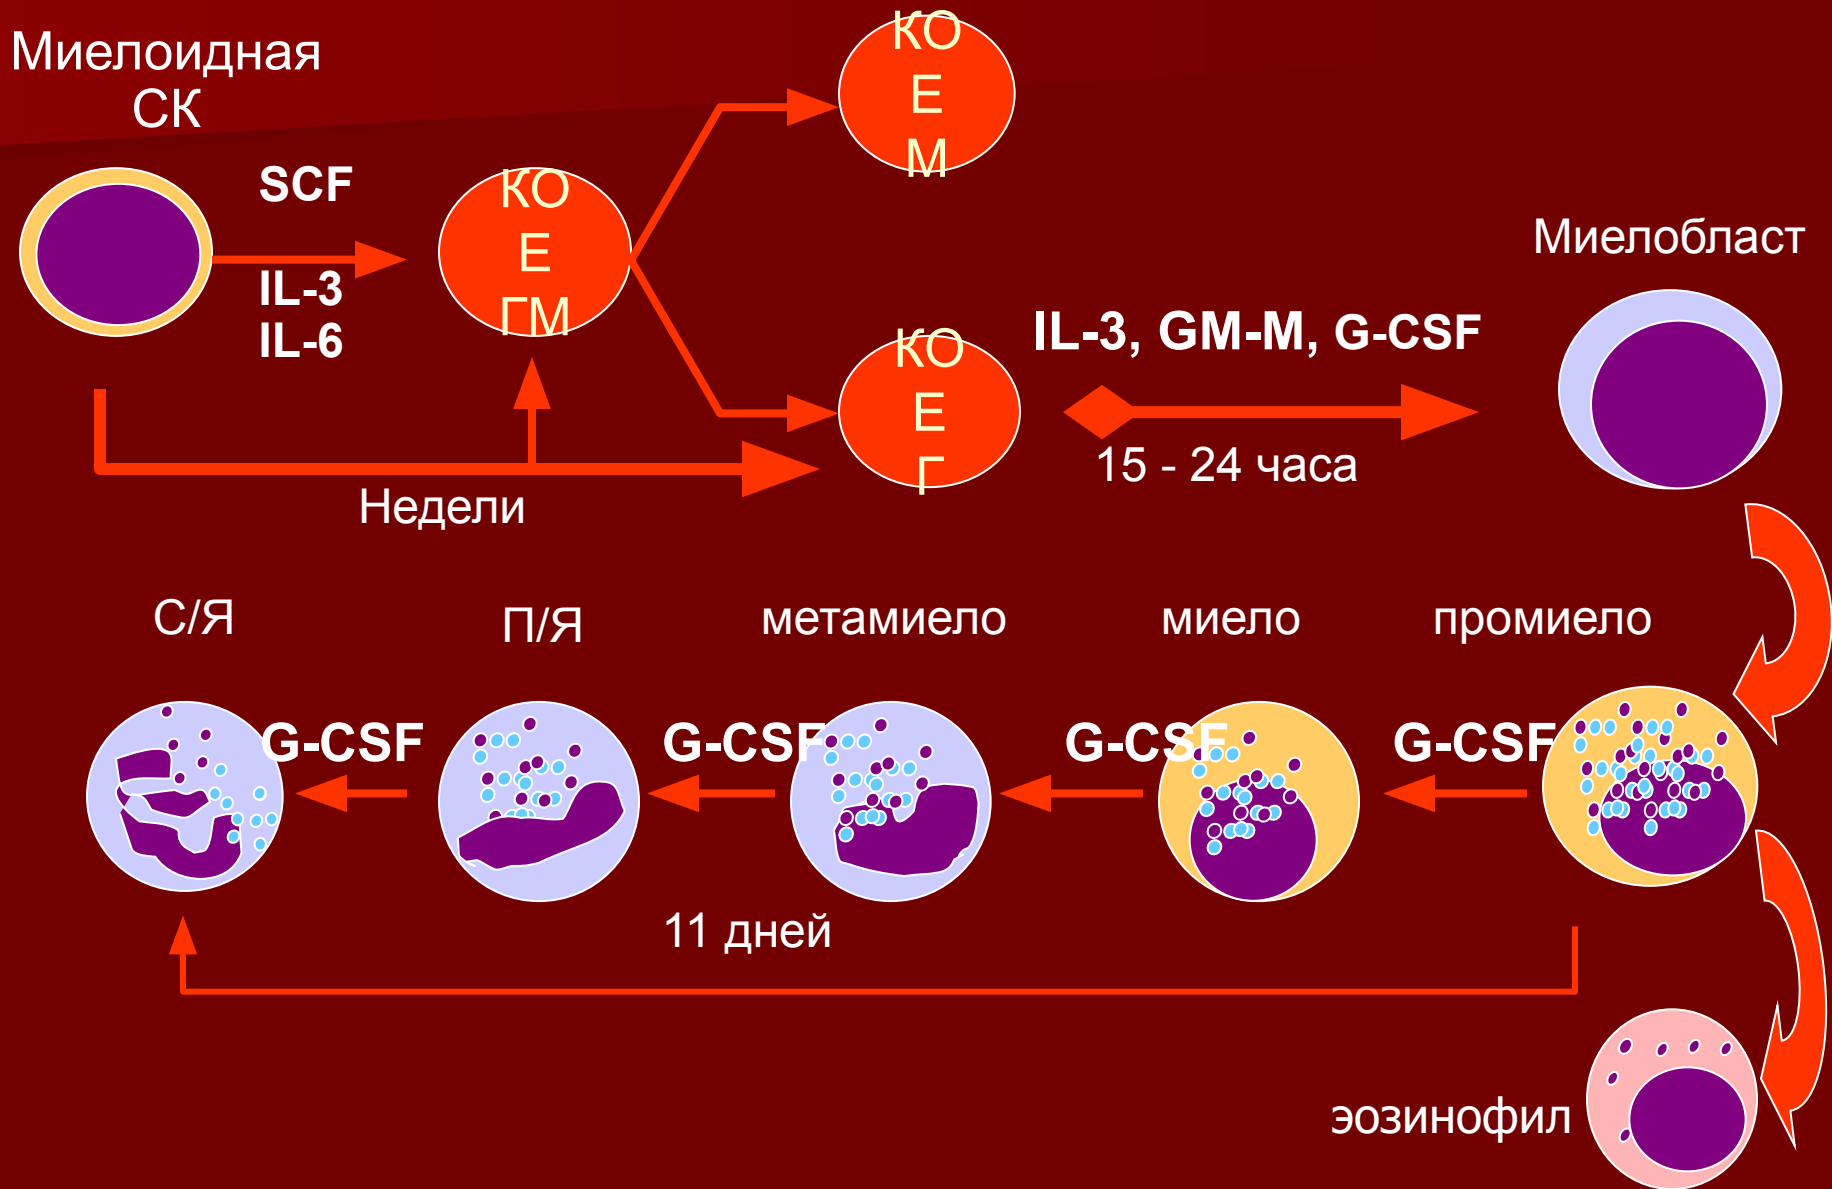 Миелоидная
СК
SCF
IL-3
IL-6
КО
Е
ГМ
КО
Е
М
КО
Е
Г
Недели
IL-3, GM-M, G-CSF
15 - 24 часа
Миелобласт
С/Я
П/Я
метамиело
миело
промиело
G-CSF
G-CSF
G-CSF
G-CSF
11 дней
эозинофил